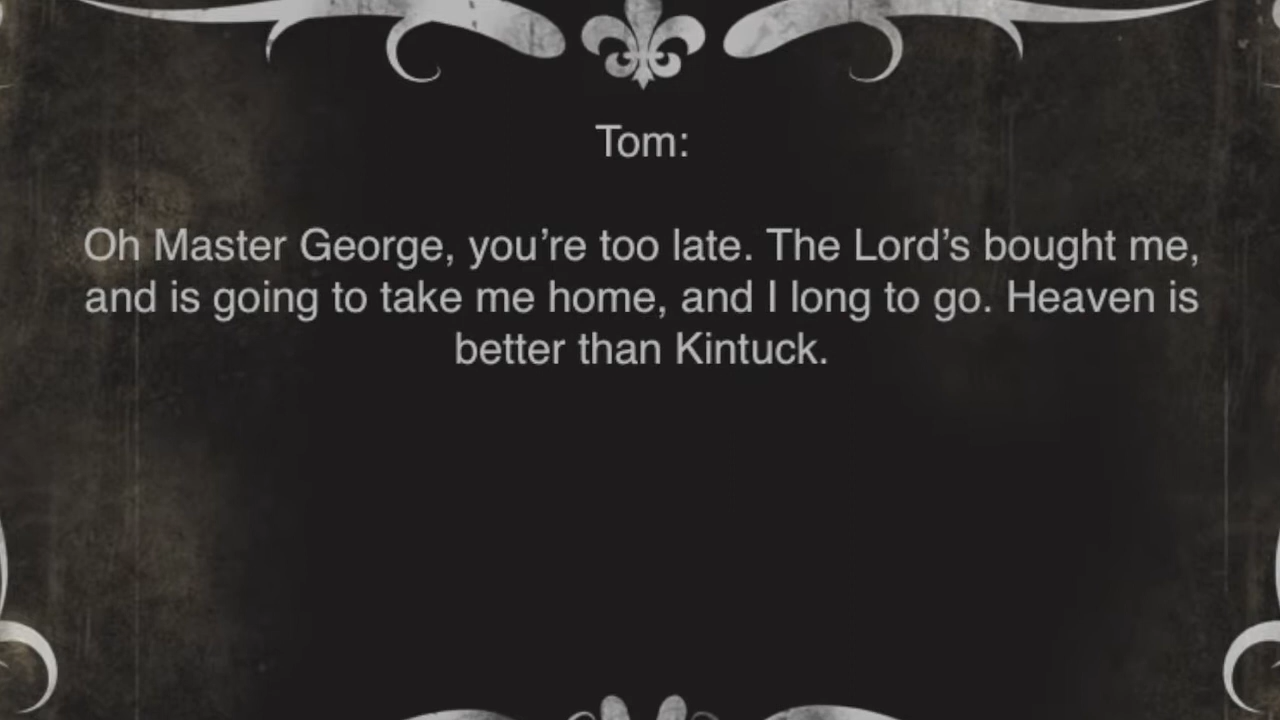 Tom:
Oh Master George, you’re too late. The Lord’s bought me,
and is going to take me home, and I long to go. Heaven is
better than Kintuck.